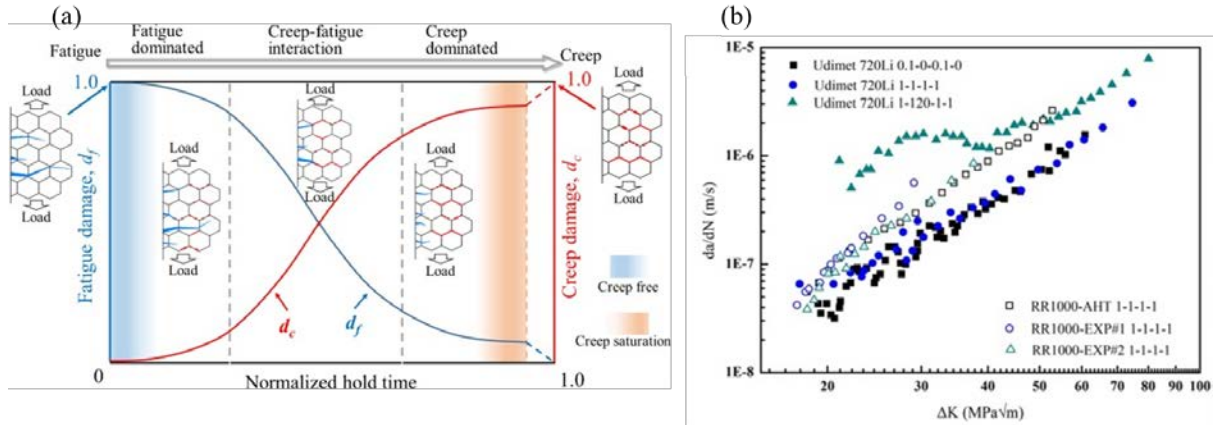 (a)
Fatigue dominated
Creep-fatigue interaction
Creep dominated
Fatigue
Creep
1.0
1.0
Load
Load
Load
Load
Load
Load
Load
Load
Load
Load
Fatigue damage, d_f
Creep damage, d_c
d_c
d_f
Creep free
Creep saturation
0
Normalized hold time
1.0
(b)
1E-5
1E-6
1E-7
1E-8
da/dN (m/s)
Udimet 720Li 0.1-0-0.1-0
Udimet 720Li 1-1-1-1
Udimet 720Li 1-120-1-1
RR1000-AHT 1-1-1-1
RR1000-EXP#1 1-1-1-1
RR1000-EXP#2 1-1-1-1
20 30 40 50 60 70 80 90 100
ΔK (MPa√m)